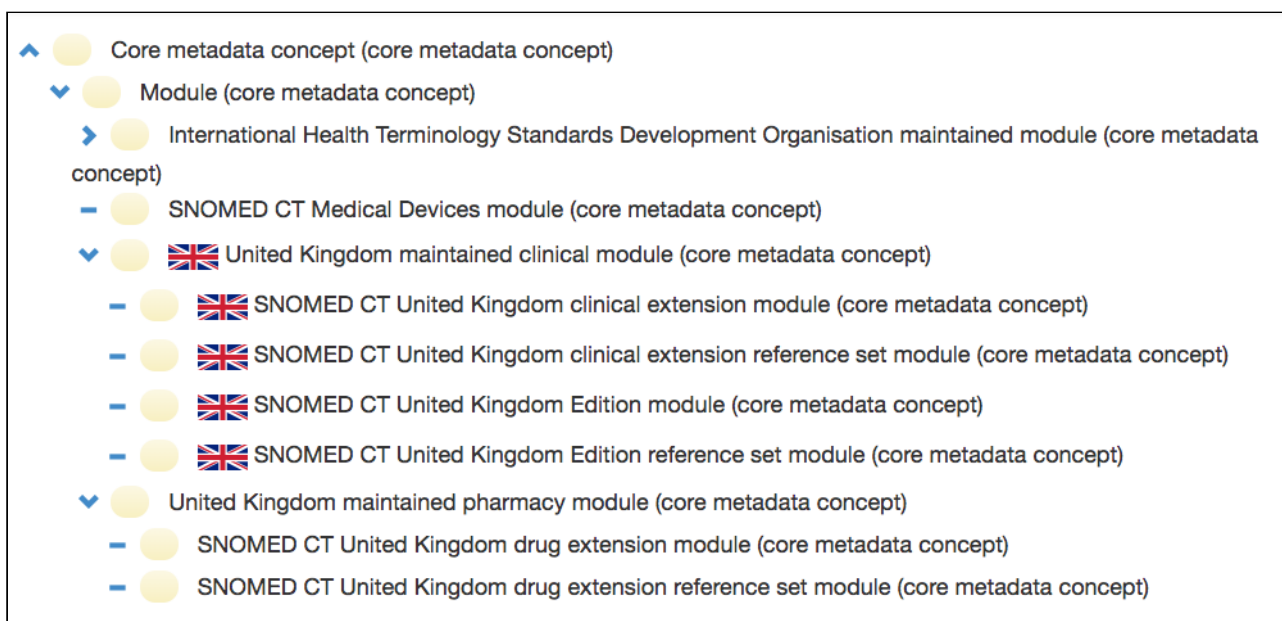 Core metadata concept (core metadata concept)
Module (core metadata concept)
International Health Terminology Standards Development Organisation maintained module (core metadata
concept)
SNOMED CT Medical Devices module (core metadata concept)
United Kingdom maintained clinical module (core metadata concept)
SNOMED CT United Kingdom clinical extension module (core metadata concept)
SNOMED CT United Kingdom clinical extension reference set module (core metadata concept)
SNOMED CT United Kingdom Edition module (core metadata concept)
SNOMED CT United Kingdom Edition reference set module (core metadata concept)
United Kingdom maintained pharmacy module (core metadata concept)
SNOMED CT United Kingdom drug extension module (core metadata concept)
SNOMED CT United Kingdom drug extension reference set module (core metadata concept)